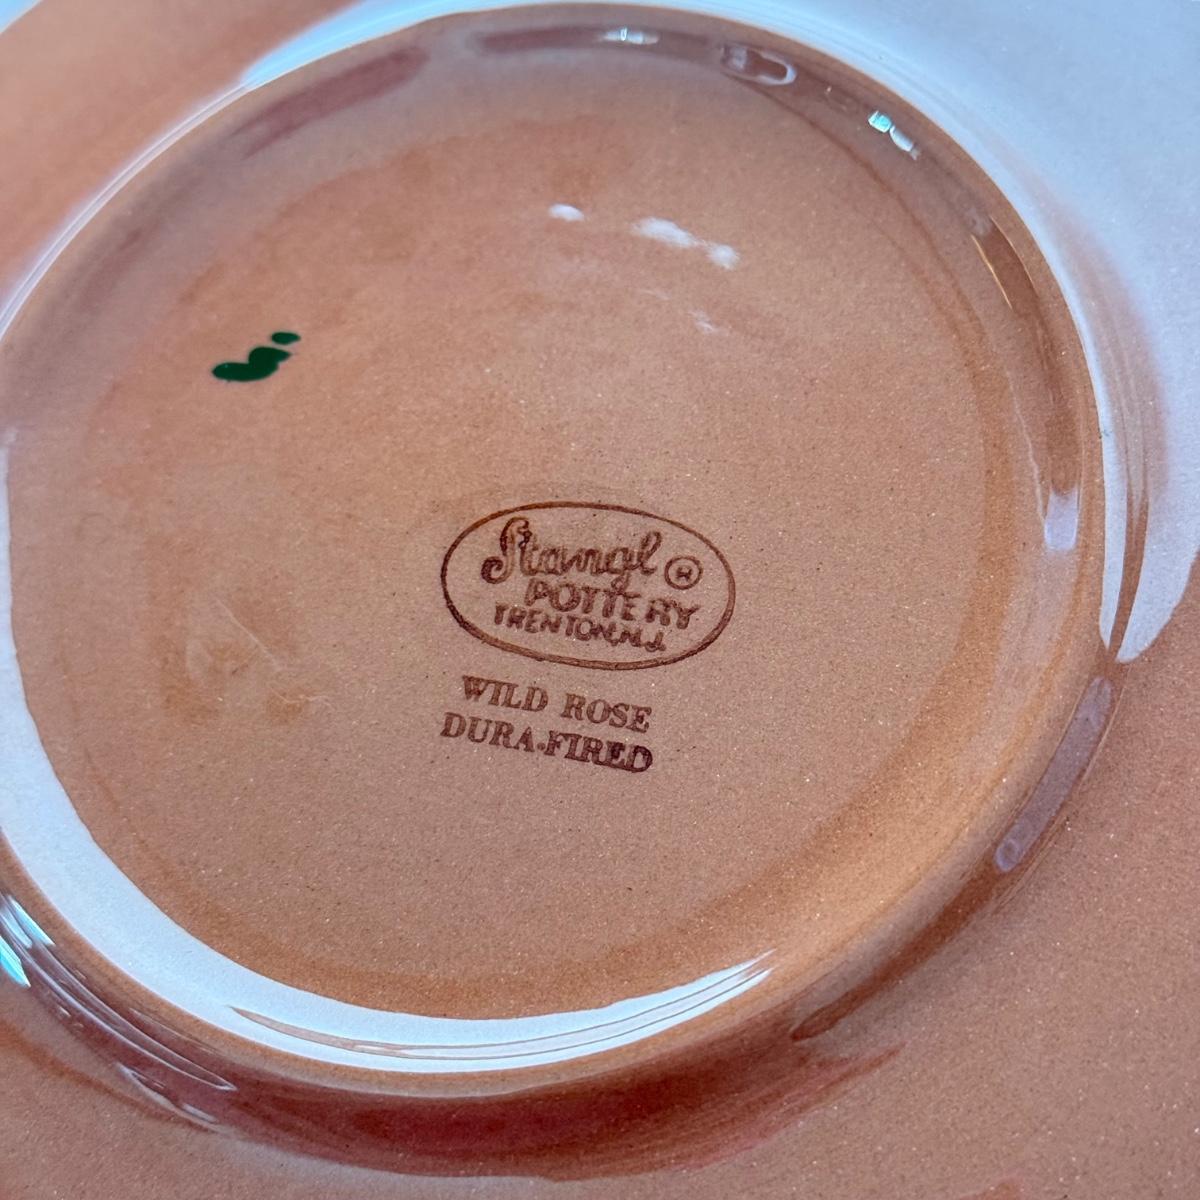 Stangl ®
POTTERY
TRENTON, N.J.
WILD ROSE
DURA-FIRED